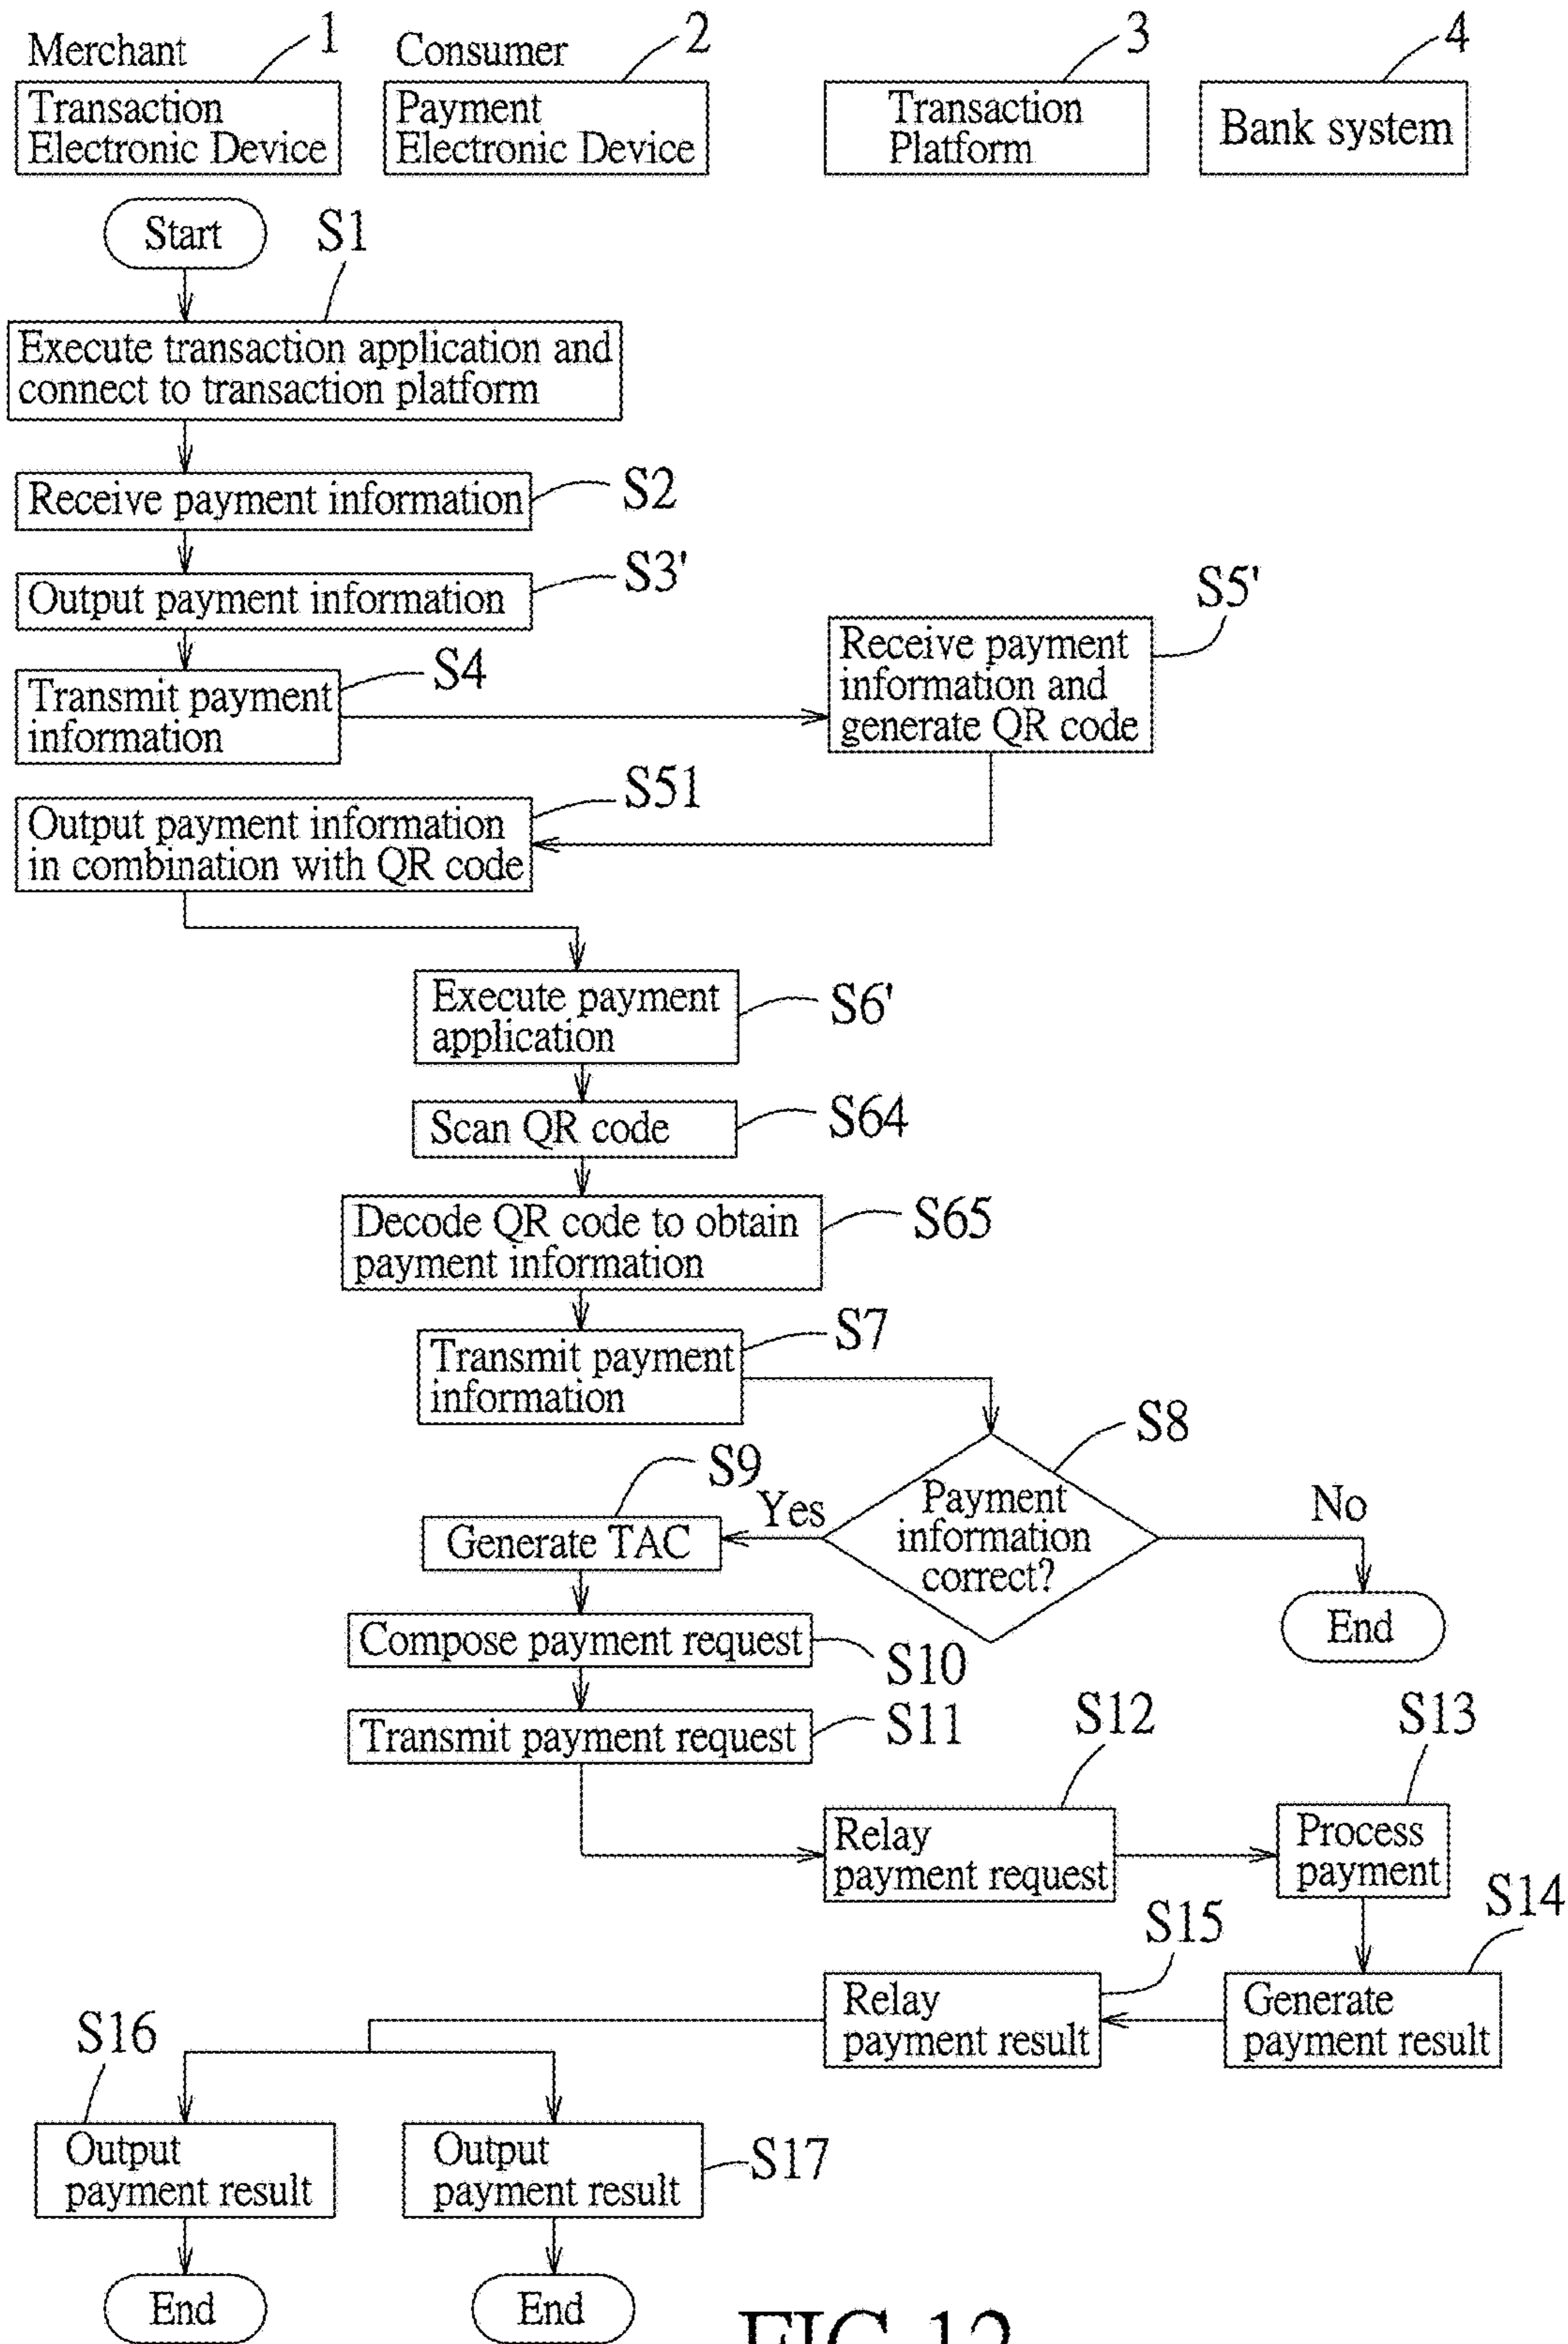 Merchant
1
Consumer
2
3
4
Transaction
Electronic Device
Payment
Electronic Device
Transaction
Platform
Bank system
Start
S1
Execute transaction application and
connect to transaction platform
Receive payment information
S2
Output payment information
S3'
Transmit payment
information
S4
Receive payment
information and
generate QR code
S5'
Output payment information
in combination with QR code
S51
Execute payment
application
S6'
Scan QR code
S64
Decode QR code to obtain
payment information
S65
Transmit payment
information
S7
Payment
information
correct?
S8
Yes
No
End
Generate TAC
S9
Compose payment request
S10
Transmit payment request
S11
Relay
payment request
S12
Process
payment
S13
Generate
payment result
S14
Relay
payment result
S15
Output
payment result
S16
Output
payment result
S17
End
End
FIG.12